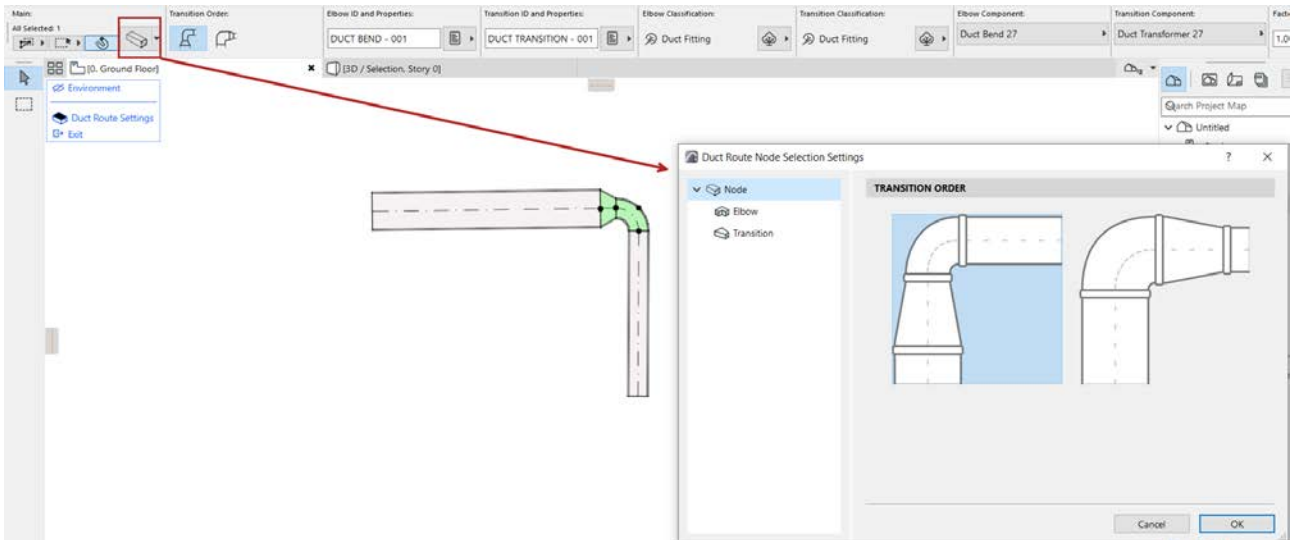 Main:
Transition Order:
Elbow ID and Properties:
Transition ID and Properties:
Elbow Classification:
Transition Classification:
Elbow Component:
Transition Component:
All Selected: 1
DUCT BEND - 001
DUCT TRANSITION - 001
Duct Fitting
Duct Fitting
Duct Bend 27
Duct Transformer 27
[0. Ground Floor]
[3D / Selection, Story 0]
Environment
Duct Route Settings
Exit
Search Project Map
Untitled
Duct Route Node Selection Settings
? ×
Node
Elbow
Transition
TRANSITION ORDER
Cancel
OK